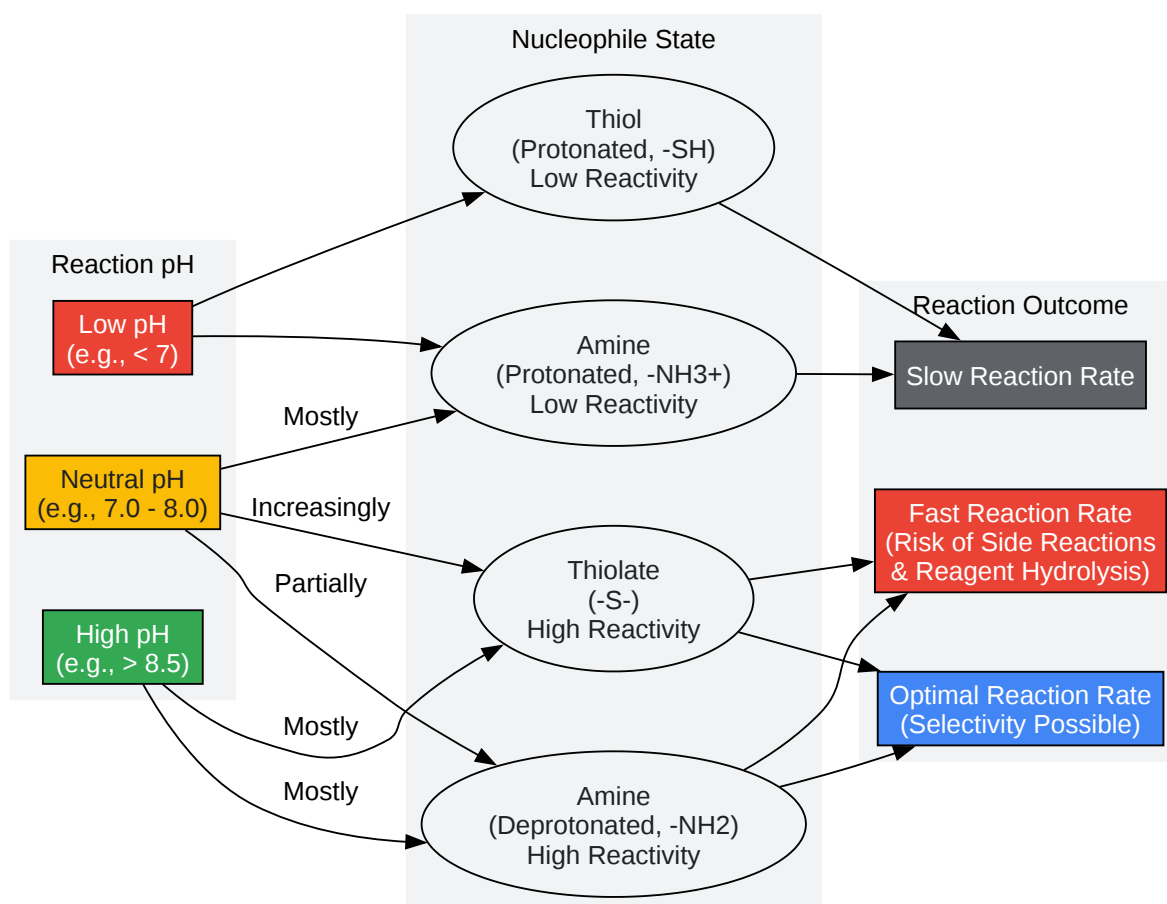 Nucleophile State
Thiol
(Protonated, -SH)
Low Reactivity
Reaction pH
Low pH
(e.g., < 7)
Reaction Outcome
Amine
(Protonated, -NH3+)
Low Reactivity
Slow Reaction Rate
Mostly
Neutral pH
(e.g., 7.0 - 8.0)
Increasingly
Fast Reaction Rate
(Risk of Side Reactions
& Reagent Hydrolysis)
Partially
Thiolate
(-S-)
High Reactivity
High pH
(e.g., > 8.5)
Optimal Reaction Rate
(Selectivity Possible)
Mostly
Mostly
Amine
(Deprotonated, -NH2)
High Reactivity